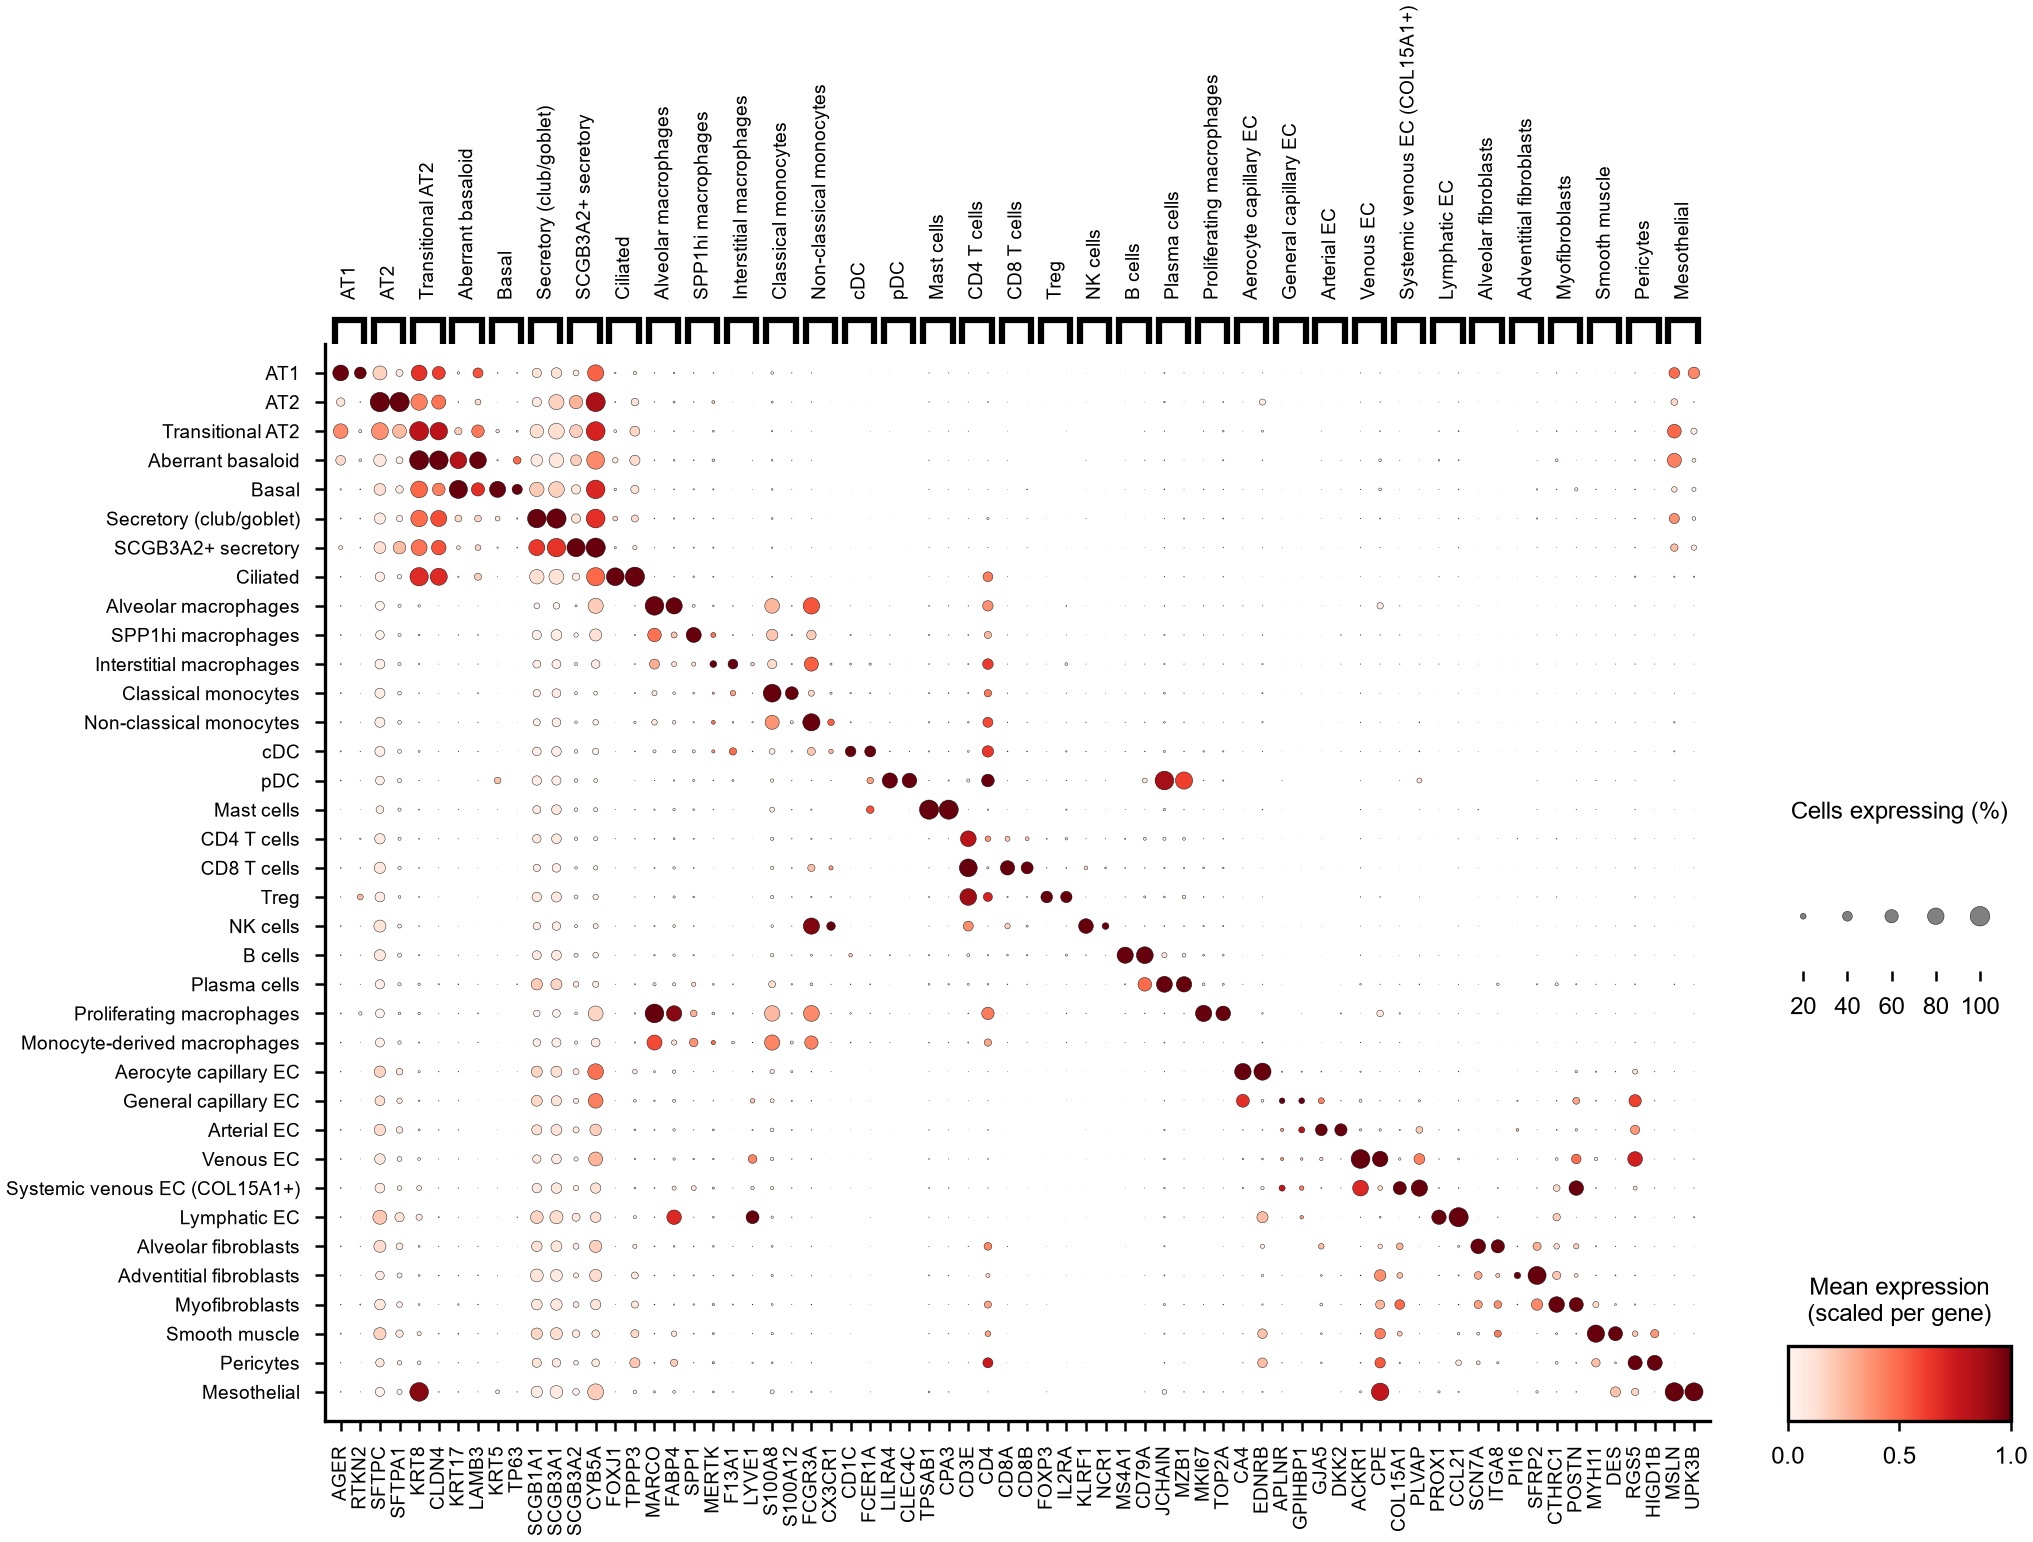 AT1
AT2
Transitional AT2
Aberrant basaloid
Basal
Secretory (club/goblet)
SCGB3A2+ secretory
Ciliated
Alveolar macrophages
SPP1hi macrophages
Interstitial macrophages
Classical monocytes
Non-classical monocytes
cDC
pDC
Mast cells
CD4 T cells
CD8 T cells
Treg
NK cells
B cells
Plasma cells
Proliferating macrophages
Aerocyte capillary EC
General capillary EC
Arterial EC
Venous EC
Systemic venous EC (COL15A1+)
Lymphatic EC
Alveolar fibroblasts
Adventitial fibroblasts
Myofibroblasts
Smooth muscle
Pericytes
Mesothelial
AT1
AT2
Transitional AT2
Aberrant basaloid
Basal
Secretory (club/goblet)
SCGB3A2+ secretory
Ciliated
Alveolar macrophages
SPP1hi macrophages
Interstitial macrophages
Classical monocytes
Non-classical monocytes
cDC
pDC
Mast cells
CD4 T cells
CD8 T cells
Treg
NK cells
B cells
Plasma cells
Proliferating macrophages
Monocyte-derived macrophages
Aerocyte capillary EC
General capillary EC
Arterial EC
Venous EC
Systemic venous EC (COL15A1+)
Lymphatic EC
Alveolar fibroblasts
Adventitial fibroblasts
Myofibroblasts
Smooth muscle
Pericytes
Mesothelial
AGER
RTKN2
SFTPC
SFTPA1
KRT8
CLDN4
KRT17
LAMB3
KRT5
TP63
SCGB1A1
SCGB3A1
SCGB3A2
CYB5A
FOXJ1
TPPP3
MARCO
FABP4
SPP1
MERTK
F13A1
LYVE1
S100A8
S100A12
FCGR3A
CX3CR1
CD1C
FCER1A
LILRA4
CLEC4C
TPSAB1
CPA3
CD3E
CD4
CD8A
CD8B
FOXP3
IL2RA
KLRF1
NCR1
MS4A1
CD79A
JCHAIN
MZB1
MKI67
TOP2A
CA4
EDNRB
APLNR
GPIHBP1
GJA5
DKK2
ACKR1
CPE
COL15A1
PLVAP
PROX1
CCL21
SCN7A
ITGA8
PI16
SFRP2
CTHRC1
POSTN
MYH11
DES
RGS5
HIGD1B
MSLN
UPK3B
Cells expressing (%)
20 40 60 80 100
Mean expression
(scaled per gene)
0.0 0.5 1.0